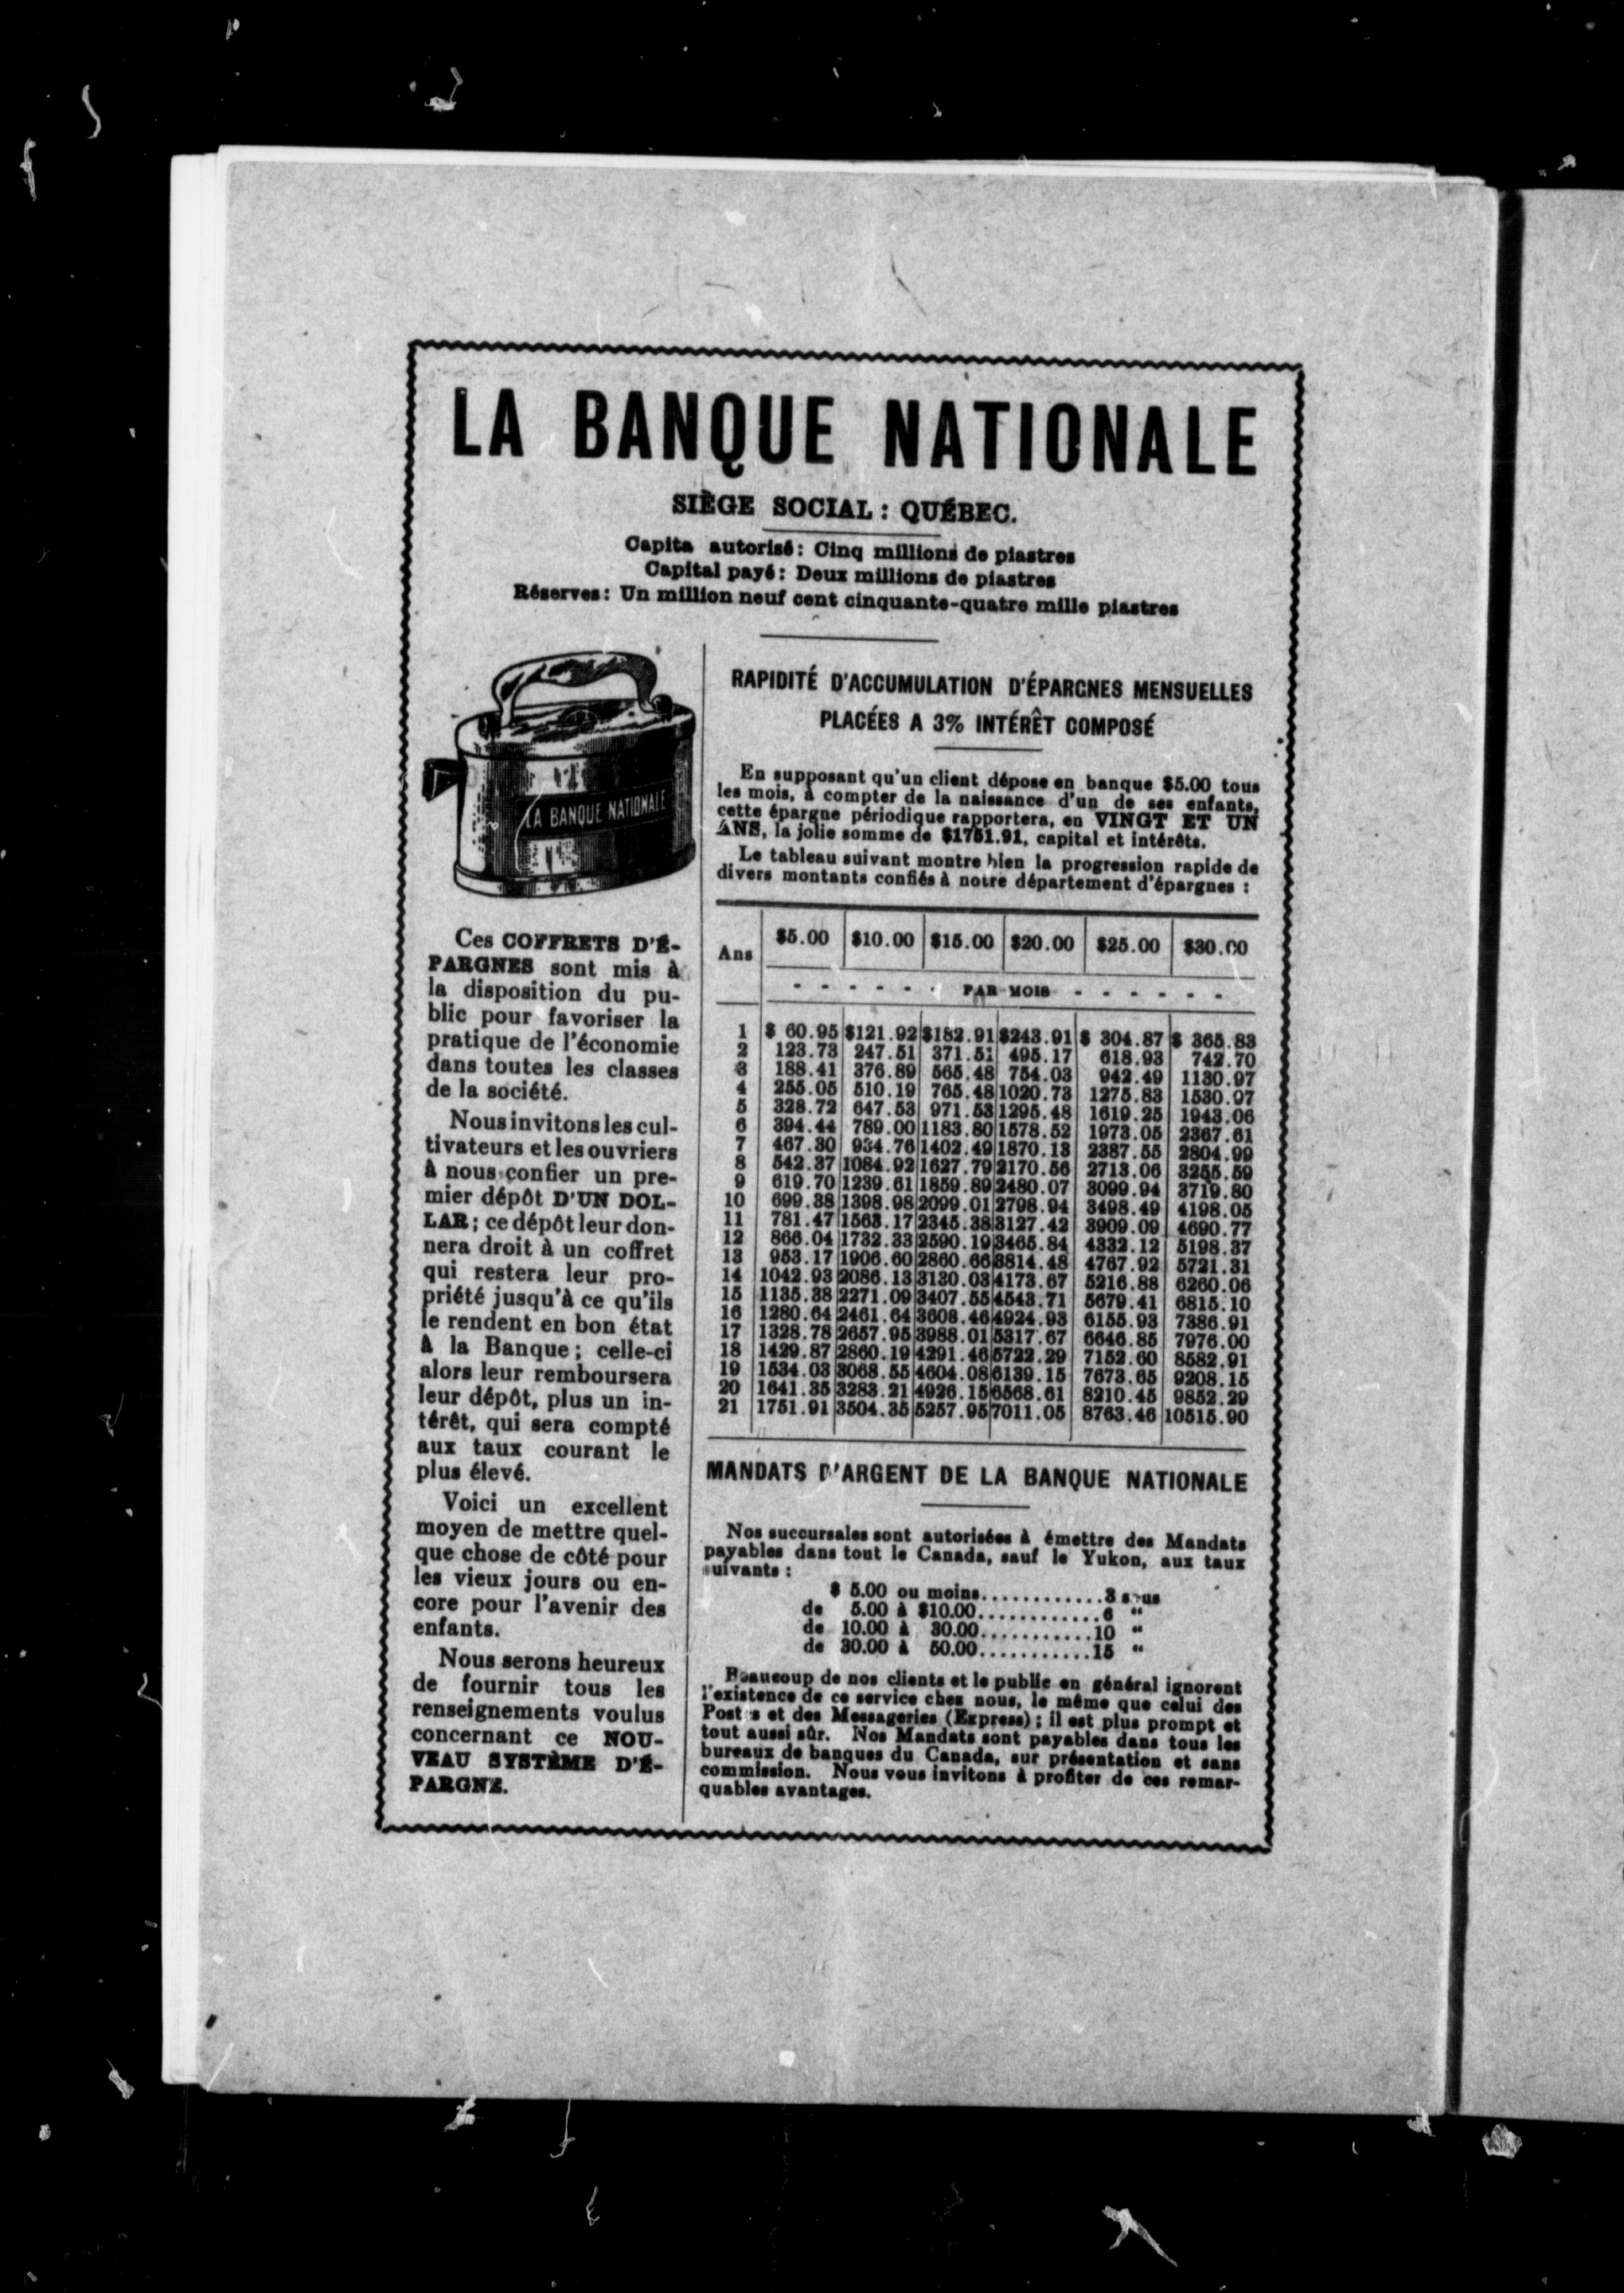 LA BANQUE NATIONALE
SIÈGE SOCIAL : QUÉBEC.
Capita autorisé : Cinq millions de piastres
Capital payé : Deux millions de piastres
Réserves : Un million neuf cent cinquante-quatre mille piastres
LA BANQUE NATIONALE
Ces COFFRETS D'É-
PARGNES sont mis à
la disposition du pu-
blic pour favoriser la
pratique de l'économie
dans toutes les classes
de la société.
Nous invitons les cul-
tivateurs et les ouvriers
à nous confier un pre-
mier dépôt D'UN DOL-
LAR ; ce dépôt leur don-
nera droit à un coffret
qui restera leur pro-
priété jusqu'à ce qu'ils
le rendent en bon état
à la Banque ; celle-ci
alors leur remboursera
leur dépôt, plus un in-
térêt, qui sera compté
aux taux courant le
plus élevé.
Voici un excellent
moyen de mettre quel-
que chose de côté pour
les vieux jours ou en-
core pour l'avenir des
enfants.
Nous serons heureux
de fournir tous les
renseignements voulus
concernant ce NOU-
VEAU SYSTÈME D'É-
PARGNE.
RAPIDITÉ D'ACCUMULATION D'ÉPARGNES MENSUELLES
PLACÉES A 3% INTÉRÊT COMPOSÉ
En supposant qu'un client dépose en banque $5.00 tous
les mois, à compter de la naissance d'un de ses enfants,
cette épargne périodique rapportera, en VINGT ET UN
ANS, la jolie somme de $1751.91, capital et intérêts.
Le tableau suivant montre bien la progression rapide de
divers montants confiés à notre département d'épargnes :
Ans $5.00 $10.00 $15.00 $20.00 $25.00 $30.00
- - - - - - PAR MOIS - - - - - -
1 $ 60.95 $121.92 $182.91 $243.91 $ 304.87 $ 365.83
2 123.73 247.51 371.51 495.17 618.93 742.70
3 188.41 376.89 565.48 754.03 942.49 1130.97
4 255.05 510.19 765.48 1020.73 1275.83 1530.97
5 328.72 647.53 971.53 1295.48 1619.25 1943.06
6 394.44 789.00 1183.80 1578.52 1973.05 2367.61
7 467.30 934.76 1402.49 1870.13 2387.55 2804.99
8 542.37 1084.92 1627.79 2170.56 2713.06 3255.59
9 619.70 1239.61 1859.89 2480.07 3099.94 3719.80
10 699.38 1398.98 2099.01 2798.94 3498.49 4198.05
11 781.47 1563.17 2345.38 3127.42 3909.09 4690.77
12 866.04 1732.33 2590.19 3465.84 4332.12 5198.37
13 953.17 1906.60 2860.66 3814.48 4767.92 5721.31
14 1042.93 2086.13 3130.03 4173.67 5216.88 6260.06
15 1135.38 2271.09 3407.55 4543.71 5679.41 6815.10
16 1280.64 2461.64 3608.46 4924.93 6155.93 7386.91
17 1328.78 2657.95 3988.01 5317.67 6646.85 7976.00
18 1429.87 2860.19 4291.46 5722.29 7152.60 8582.91
19 1534.03 3068.55 4604.08 6139.15 7673.65 9208.15
20 1641.35 3283.21 4926.15 6568.61 8210.45 9852.29
21 1751.91 3504.35 5257.95 7011.05 8763.46 10515.90
MANDATS D'ARGENT DE LA BANQUE NATIONALE
Nos succursales sont autorisées à émettre des Mandats
payables dans tout le Canada, sauf le Yukon, aux taux
suivants :
$ 5.00 ou moins............3 sous
de 5.00 à $10.00............6 "
de 10.00 à 30.00...........10 "
de 30.00 à 50.00...........15 "
Beaucoup de nos clients et le public en général ignorent
l'existence de ce service chez nous, le même que celui des
Postes et des Messageries (Express) ; il est plus prompt et
tout aussi sûr. Nos Mandats sont payables dans tous les
bureaux de banques du Canada, sur présentation et sans
commission. Nous vous invitons à profiter de ces remar-
quables avantages.